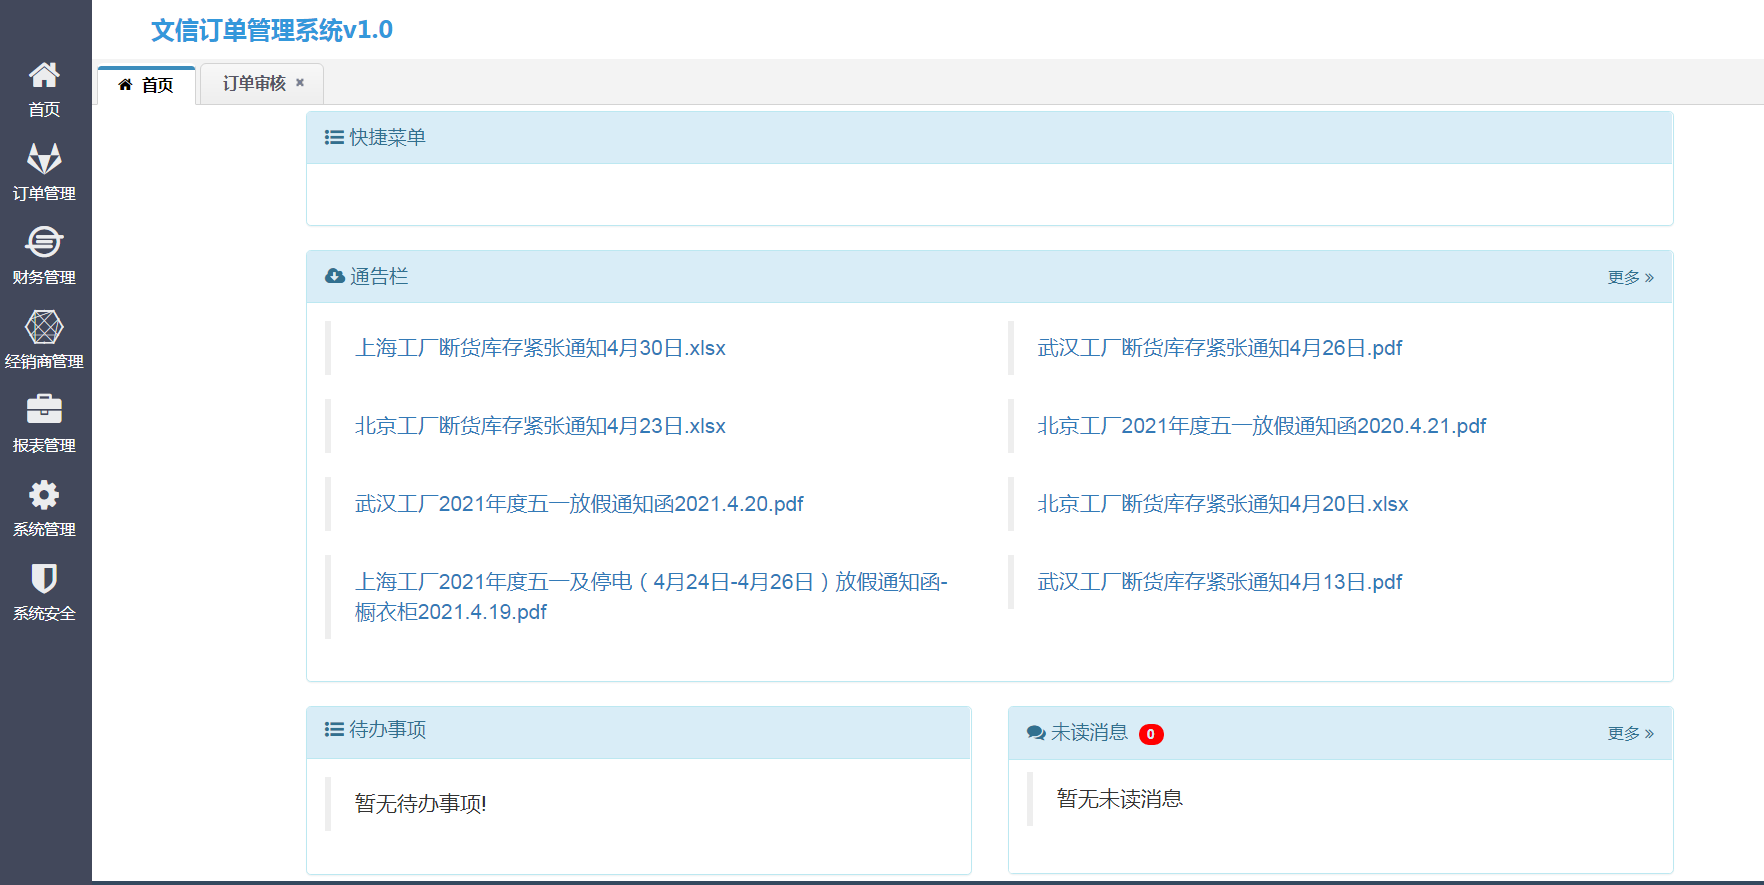 文信订单管理系统v1.0
首页
订单审核
首页
订单管理
财务管理
经销商管理
报表管理
系统管理
系统安全
快捷菜单
通告栏
更多 »
上海工厂断货库存紧张通知4月30日.xlsx
武汉工厂断货库存紧张通知4月26日.pdf
北京工厂断货库存紧张通知4月23日.xlsx
北京工厂2021年度五一放假通知函2020.4.21.pdf
武汉工厂2021年度五一放假通知函2021.4.20.pdf
北京工厂断货库存紧张通知4月20日.xlsx
上海工厂2021年度五一及停电（4月24日-4月26日）放假通知函-
橱衣柜2021.4.19.pdf
武汉工厂断货库存紧张通知4月13日.pdf
待办事项
暂无待办事项!
未读消息 0
更多 »
暂无未读消息